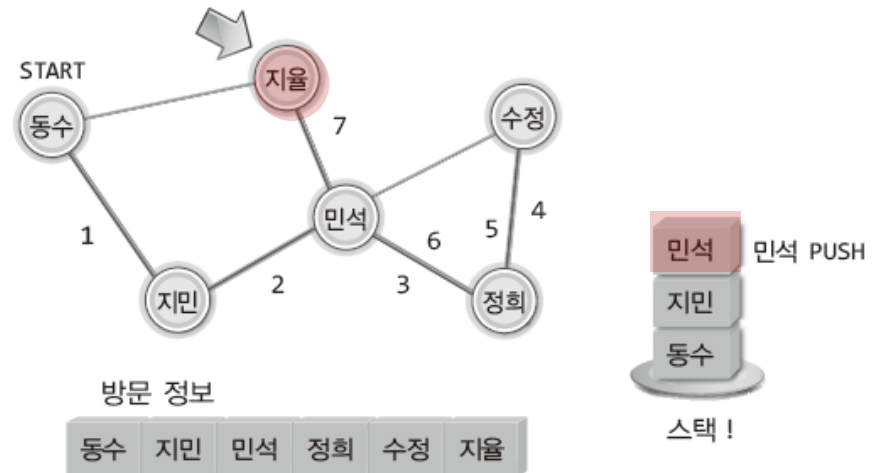 START
지율
동수
7
수정
민석
1
6
5
4
2
3
지민
정희
민석
민석 PUSH
지민
동수
스택 !
방문 정보
동수 지민 민석 정희 수정 지율